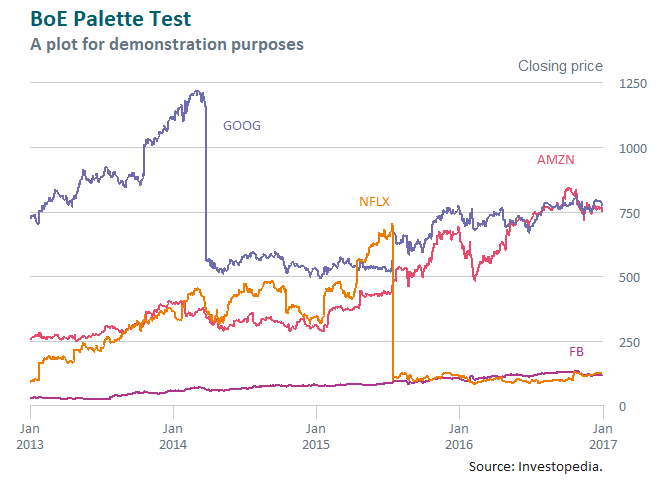 BoE Palette Test
A plot for demonstration purposes
Closing price
1250
GOOG
1000
AMZN
NFLX
750
500
250
FB
0
Jan Jan Jan Jan Jan
2013 2014 2015 2016 2017
Source: Investopedia.